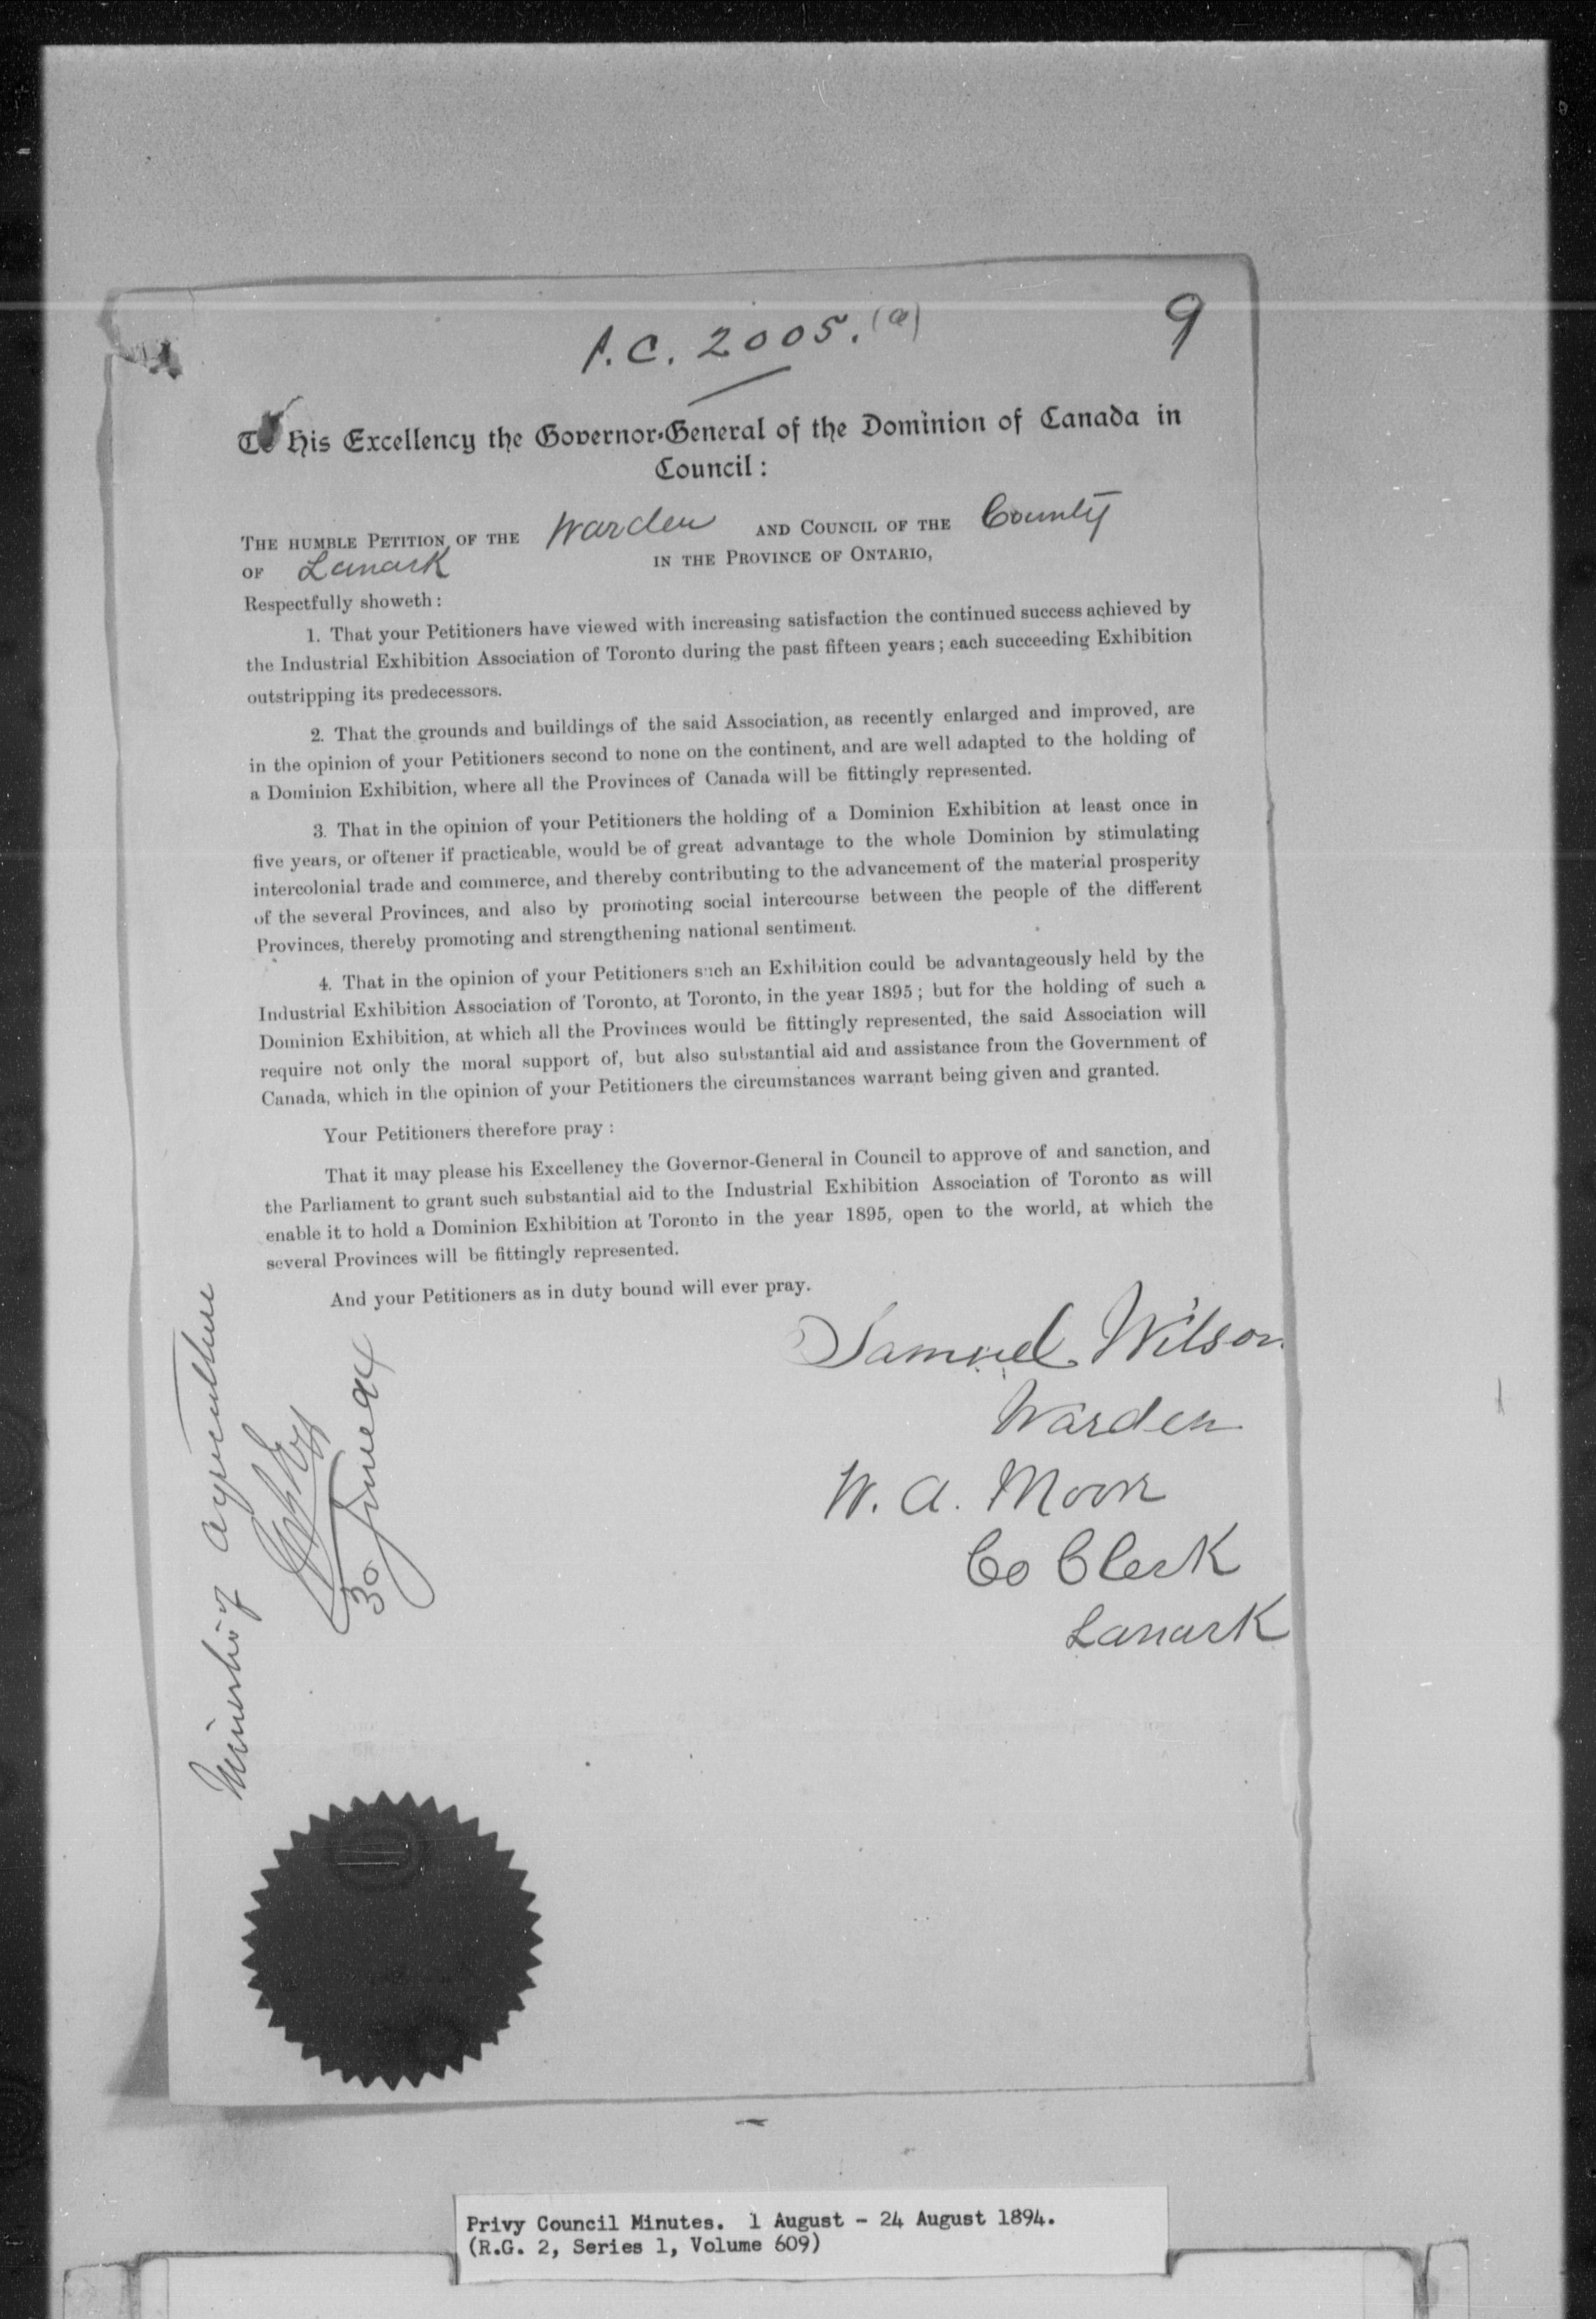 P.C. 2005. (a)
9
To His Excellency the Governor-General of the Dominion of Canada in
Council:
THE HUMBLE PETITION OF THE Warden AND COUNCIL OF THE County
OF Lanark IN THE PROVINCE OF ONTARIO,
Respectfully showeth:
1. That your Petitioners have viewed with increasing satisfaction the continued success achieved by
the Industrial Exhibition Association of Toronto during the past fifteen years; each succeeding Exhibition
outstripping its predecessors.
2. That the grounds and buildings of the said Association, as recently enlarged and improved, are
in the opinion of your Petitioners second to none on the continent, and are well adapted to the holding of
a Dominion Exhibition, where all the Provinces of Canada will be fittingly represented.
3. That in the opinion of your Petitioners the holding of a Dominion Exhibition at least once in
five years, or oftener if practicable, would be of great advantage to the whole Dominion by stimulating
intercolonial trade and commerce, and thereby contributing to the advancement of the material prosperity
of the several Provinces, and also by promoting social intercourse between the people of the different
Provinces, thereby promoting and strengthening national sentiment.
4. That in the opinion of your Petitioners such an Exhibition could be advantageously held by the
Industrial Exhibition Association of Toronto, at Toronto, in the year 1895; but for the holding of such a
Dominion Exhibition, at which all the Provinces would be fittingly represented, the said Association will
require not only the moral support of, but also substantial aid and assistance from the Government of
Canada, which in the opinion of your Petitioners the circumstances warrant being given and granted.
Your Petitioners therefore pray:
That it may please his Excellency the Governor-General in Council to approve of and sanction, and
the Parliament to grant such substantial aid to the Industrial Exhibition Association of Toronto as will
enable it to hold a Dominion Exhibition at Toronto in the year 1895, open to the world, at which the
several Provinces will be fittingly represented.
And your Petitioners as in duty bound will ever pray.
Samuel Wilson
Warden
W. A. Moore
Co Clerk
Lanark
Minister of Agriculture
30 June 94
Privy Council Minutes. 1 August - 24 August 1894.
(R.G. 2, Series 1, Volume 609)